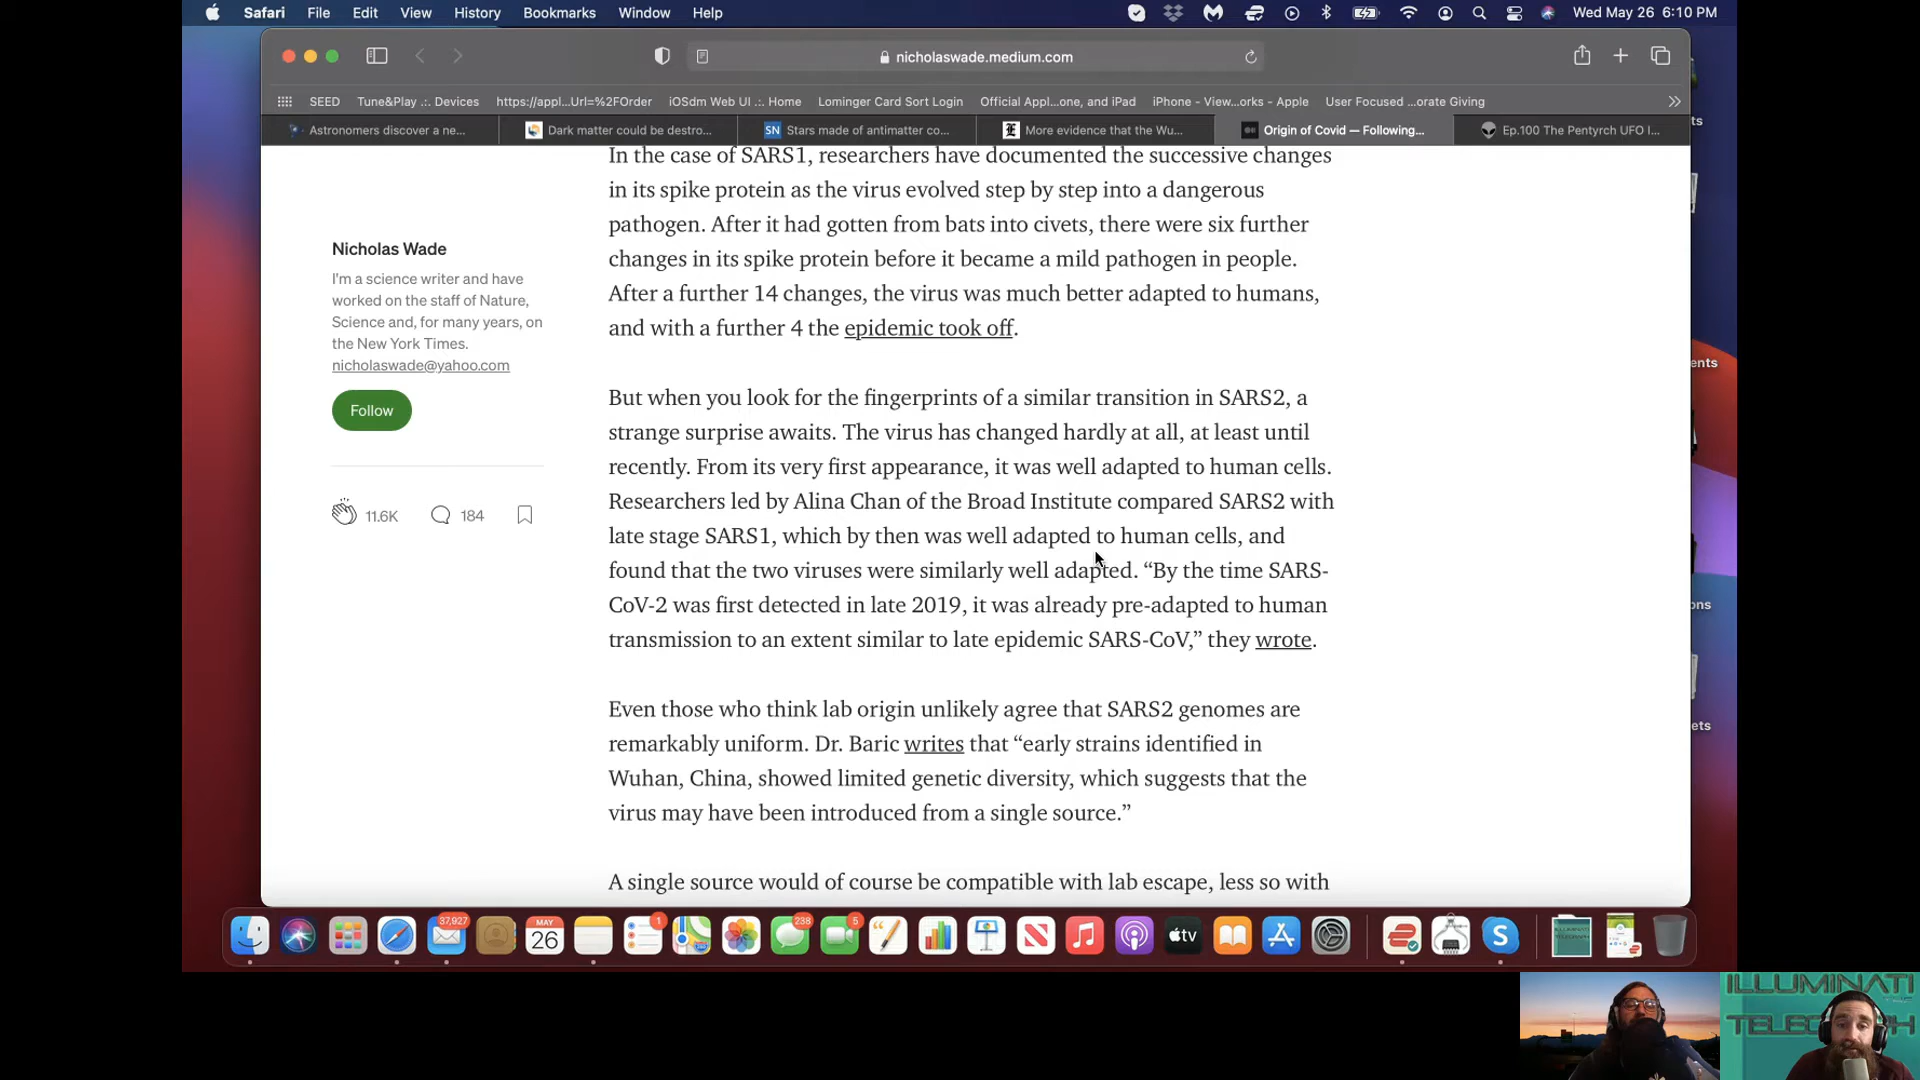 Safari File Edit View History Bookmarks Window Help Wed May 26 6:10 PM
nicholaswade.medium.com
SEED Tune&Play .:. Devices https://appl...Url=%2FOrder iOSdm Web UI .:. Home Lominger Card Sort Login Official Appl...one, and iPad iPhone - View...orks - Apple User Focused ...orate Giving
Astronomers discover a ne... Dark matter could be destro... SN Stars made of antimatter co... More evidence that the Wu... Origin of Covid — Following... Ep.100 The Pentyrch UFO I...
Nicholas Wade
I'm a science writer and have
worked on the staff of Nature,
Science and, for many years, on
the New York Times.
nicholaswade@yahoo.com
Follow
11.6K 184
In the case of SARS1, researchers have documented the successive changes
in its spike protein as the virus evolved step by step into a dangerous
pathogen. After it had gotten from bats into civets, there were six further
changes in its spike protein before it became a mild pathogen in people.
After a further 14 changes, the virus was much better adapted to humans,
and with a further 4 the epidemic took off.
But when you look for the fingerprints of a similar transition in SARS2, a
strange surprise awaits. The virus has changed hardly at all, at least until
recently. From its very first appearance, it was well adapted to human cells.
Researchers led by Alina Chan of the Broad Institute compared SARS2 with
late stage SARS1, which by then was well adapted to human cells, and
found that the two viruses were similarly well adapted. “By the time SARS-
CoV-2 was first detected in late 2019, it was already pre-adapted to human
transmission to an extent similar to late epidemic SARS-CoV,” they wrote.
Even those who think lab origin unlikely agree that SARS2 genomes are
remarkably uniform. Dr. Baric writes that “early strains identified in
Wuhan, China, showed limited genetic diversity, which suggests that the
virus may have been introduced from a single source.”
A single source would of course be compatible with lab escape, less so with
ts
ents
ons
ets
37,927
MAY
26
1
238
5
tv
ILLUMINATI